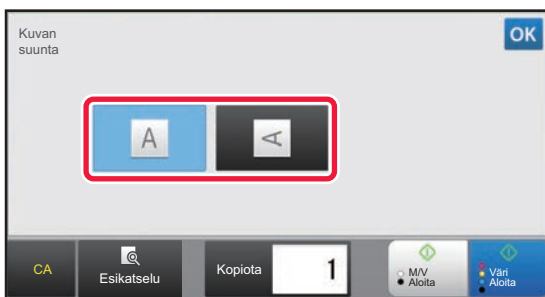 Kuvan
suunta
OK
A
A
CA
Esikatselu
Kopiota
1
M/V
Aloita
Väri
Aloita